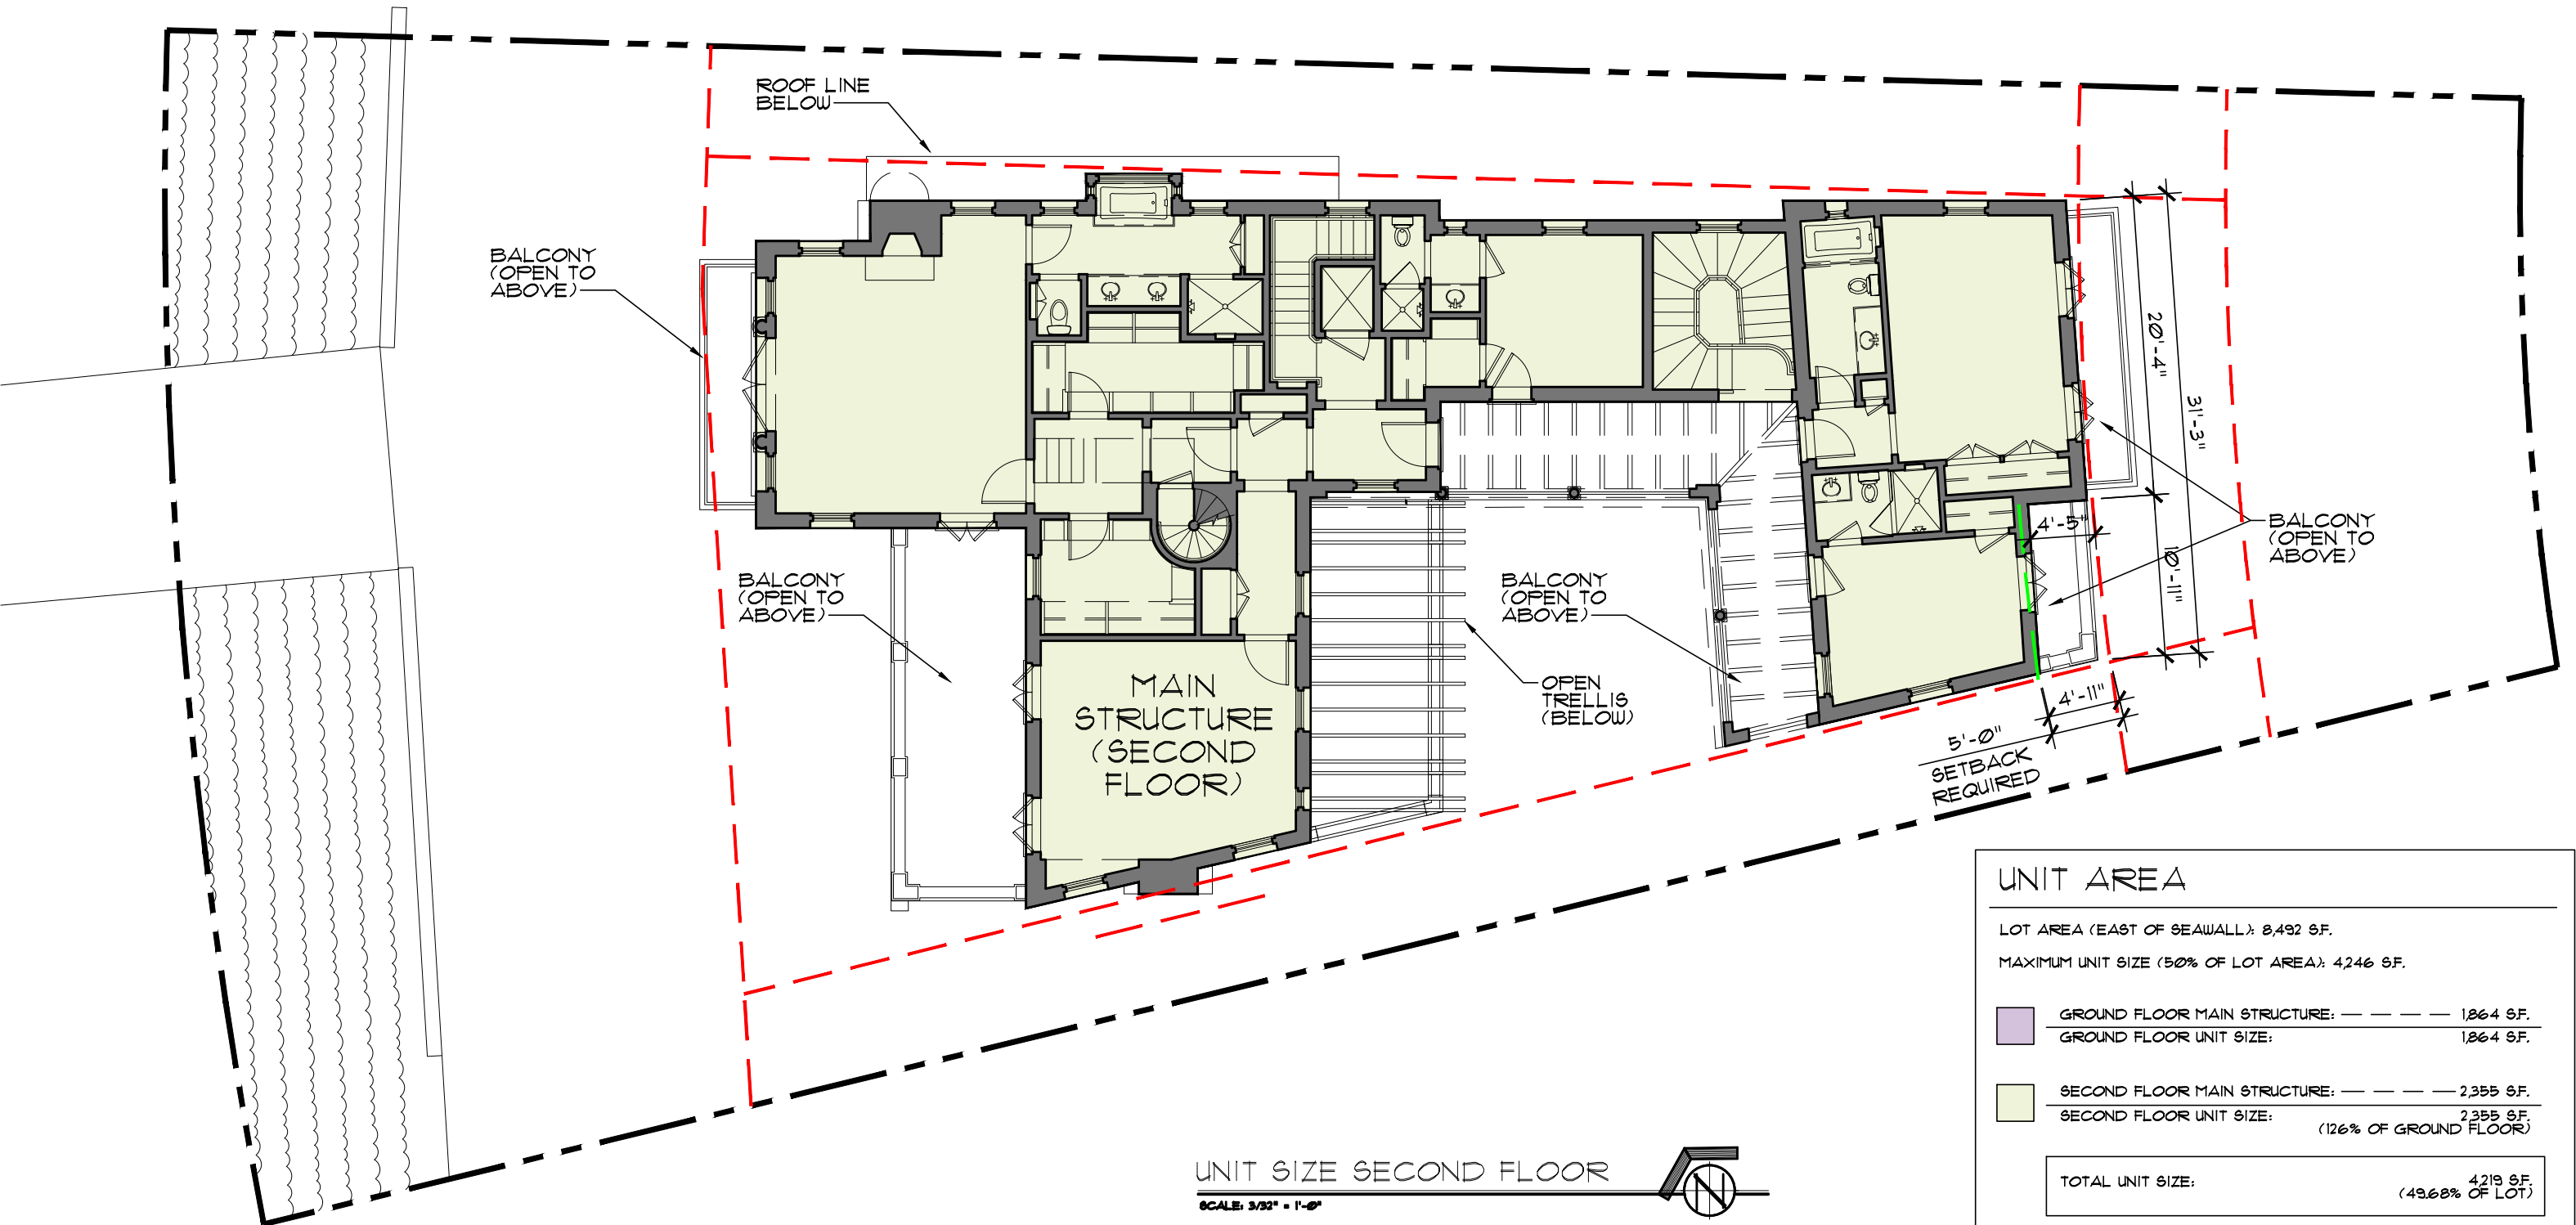 ROOF LINE
BELOW
BALCONY
(OPEN TO
ABOVE)
20'-4"
31'-3"
4'-5"
10'-11"
BALCONY
(OPEN TO
ABOVE)
BALCONY
(OPEN TO
ABOVE)
BALCONY
(OPEN TO
ABOVE)
OPEN
TRELLIS
(BELOW)
MAIN
STRUCTURE
(SECOND
FLOOR)
4'-11"
5'-0"
SETBACK
REQUIRED
UNIT AREA
LOT AREA (EAST OF SEAWALL): 8,492 S.F.
MAXIMUM UNIT SIZE (50% OF LOT AREA): 4,246 S.F.
GROUND FLOOR MAIN STRUCTURE: — — — — 1,864 S.F.
GROUND FLOOR UNIT SIZE: 1,864 S.F.
SECOND FLOOR MAIN STRUCTURE: — — — — 2,355 S.F.
SECOND FLOOR UNIT SIZE: 2,355 S.F.
(126% OF GROUND FLOOR)
TOTAL UNIT SIZE: 4,219 S.F.
(49.68% OF LOT)
UNIT SIZE SECOND FLOOR
N
SCALE: 3/32" = 1'-0"